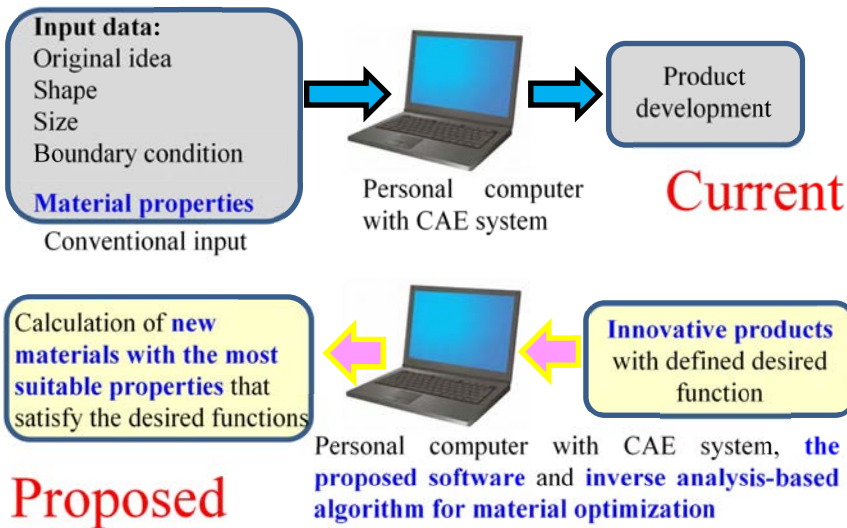 Input data:
Original idea
Shape
Size
Boundary condition
Material properties
Conventional input
Personal computer
with CAE system
Product
development
Current
Calculation of new
materials with the most
suitable properties that
satisfy the desired functions
Personal computer with CAE system, the
proposed software and inverse analysis-based
algorithm for material optimization
Innovative products
with defined desired
function
Proposed